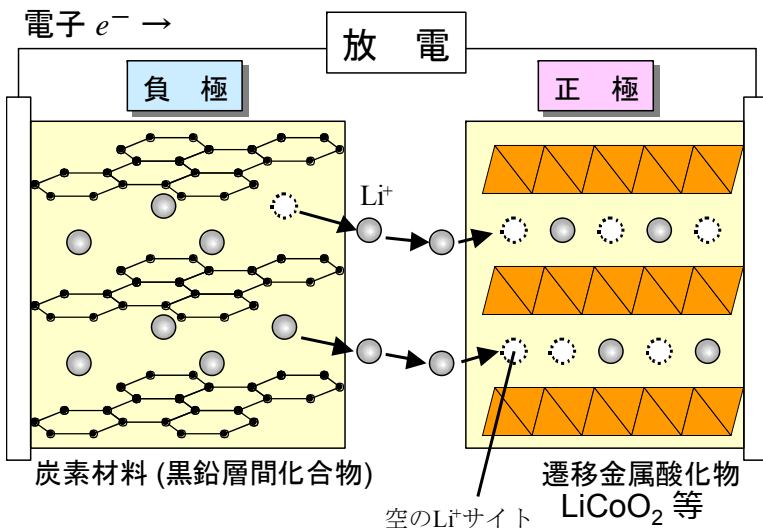 電子 e⁻ →
放 電
負 極
正 極
Li⁺
炭素材料 (黒鉛層間化合物)
遷移金属酸化物
LiCoO₂ 等
空のLi⁺サイト